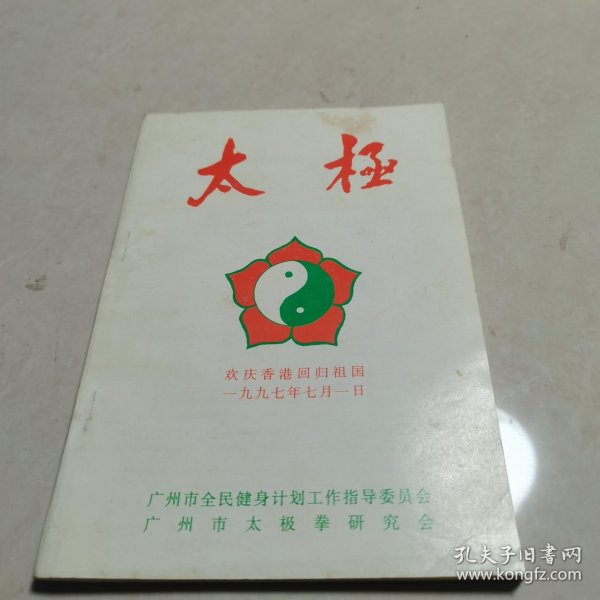 太極
欢庆香港回归祖国
一九九七年七月一日
广州市全民健身计划工作指导委员会
广州市太极拳研究会
孔夫子旧书网
www.kongfz.com